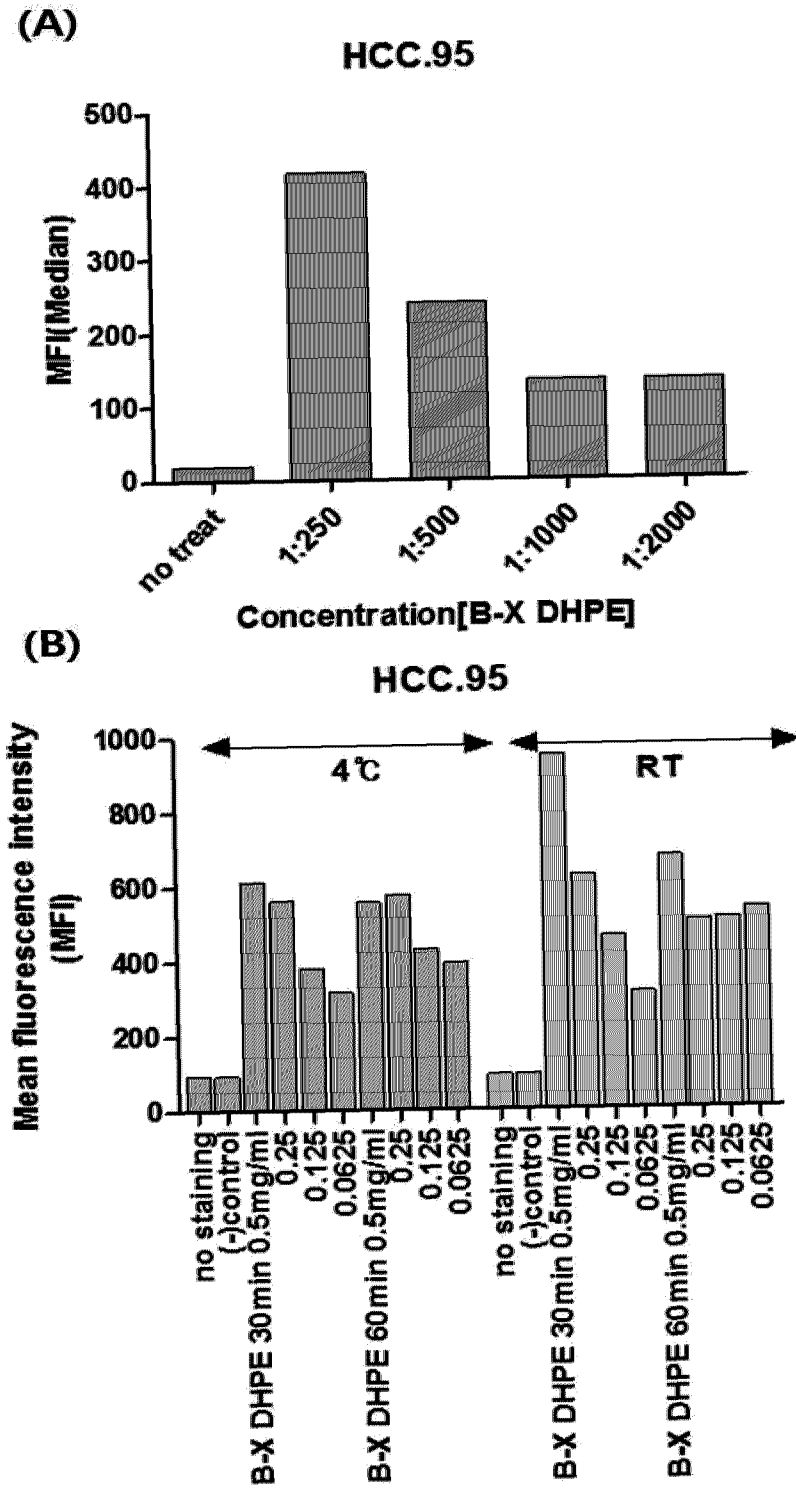 (A)
HCC.95
MFI(Median)
500
400
300
200
100
0
no treat
1:250
1:500
1:1000
1:2000
Concentration[B-X DHPE]
(B)
HCC.95
Mean fluorescence intensity
(MFI)
1000
800
600
400
200
0
4℃
RT
no staining
(-)control
B-X DHPE 30min 0.5mg/ml
0.25
0.125
0.0625
B-X DHPE 60min 0.5mg/ml
0.25
0.125
0.0625
no staining
(-)control
B-X DHPE 30min 0.5mg/ml
0.25
0.125
0.0625
B-X DHPE 60min 0.5mg/ml
0.25
0.125
0.0625